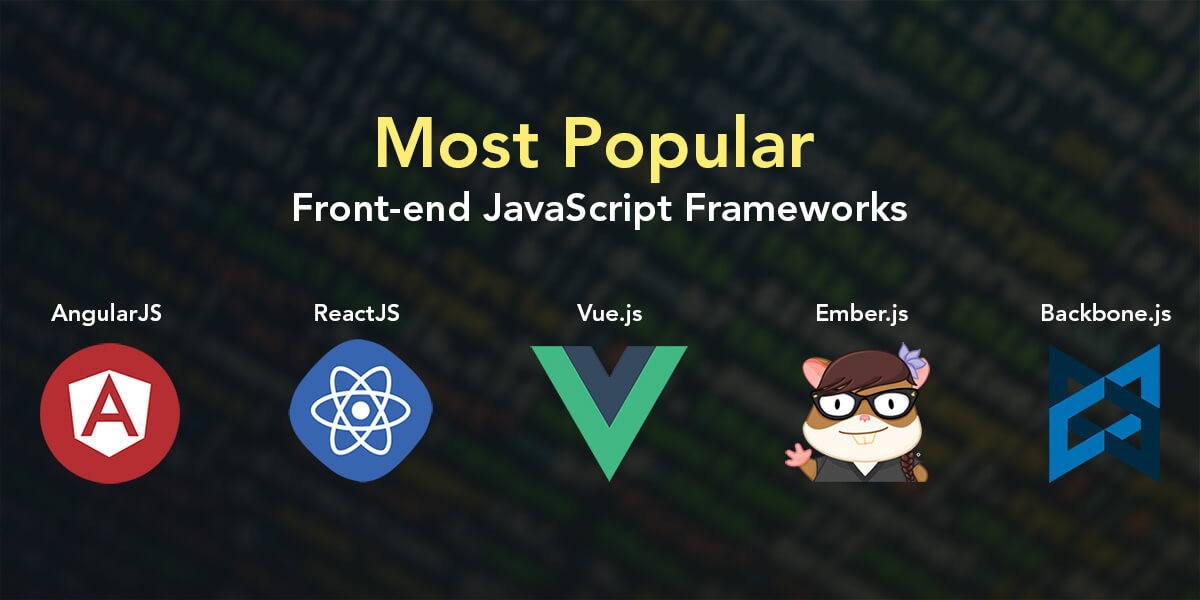 Most Popular
Front-end JavaScript Frameworks
AngularJS
ReactJS
Vue.js
Ember.js
Backbone.js
A